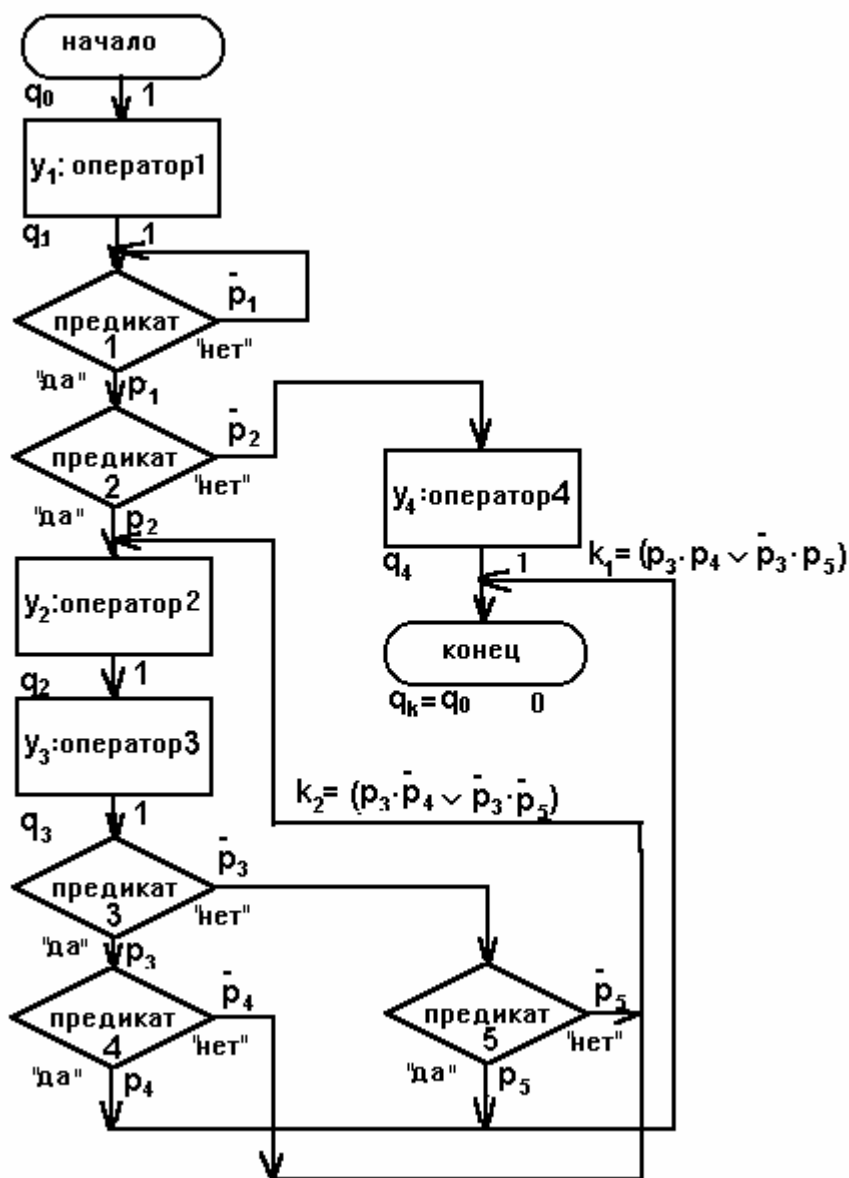 начало
q₀ 1
y₁: оператор1
q₁ 1
p̄₁
предикат
1
"нет"
"да" p₁
p̄₂
предикат
2
"нет"
"да" p₂
y₄:оператор4
q₄ 1
k₁=(p₃·p₄∨p̄₃·p₅)
y₂:оператор2
конец
q₂ 1
qₖ=q₀ 0
y₃:оператор3
k₂=(p₃·p̄₄∨p̄₃·p̄₅)
q₃ 1
p̄₃
предикат
3
"нет"
"да" p₃
p̄₄
предикат
4
"нет"
"да" p₄
p̄₅
предикат
5
"нет"
"да" p₅